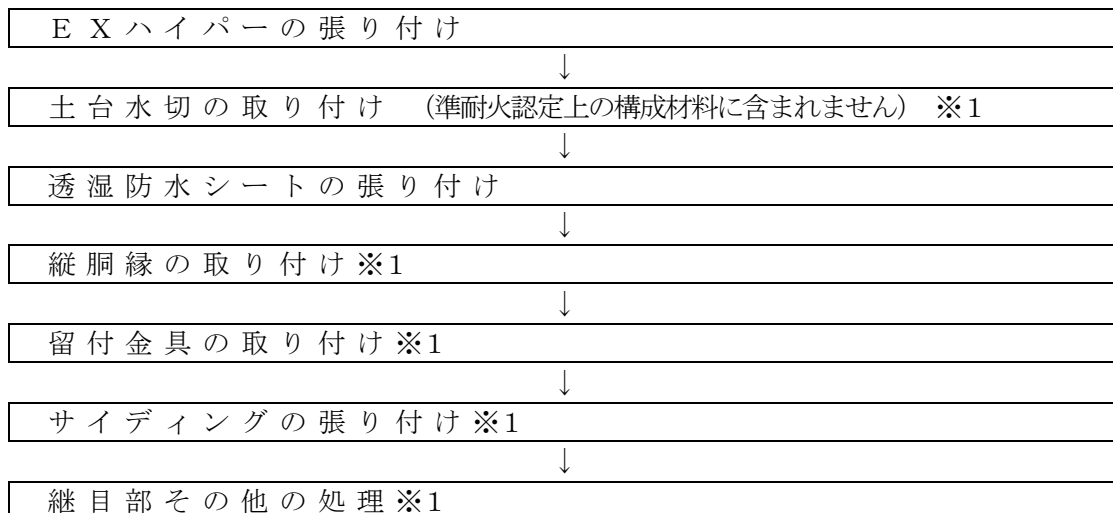 ＥＸハイパーの張り付け
↓
土台水切の取り付け （準耐火認定上の構成材料に含まれません） ※１
↓
透湿防水シートの張り付け
↓
縦胴縁の取り付け※１
↓
留付金具の取り付け※１
↓
サイディングの張り付け※１
↓
継目部その他の処理※１